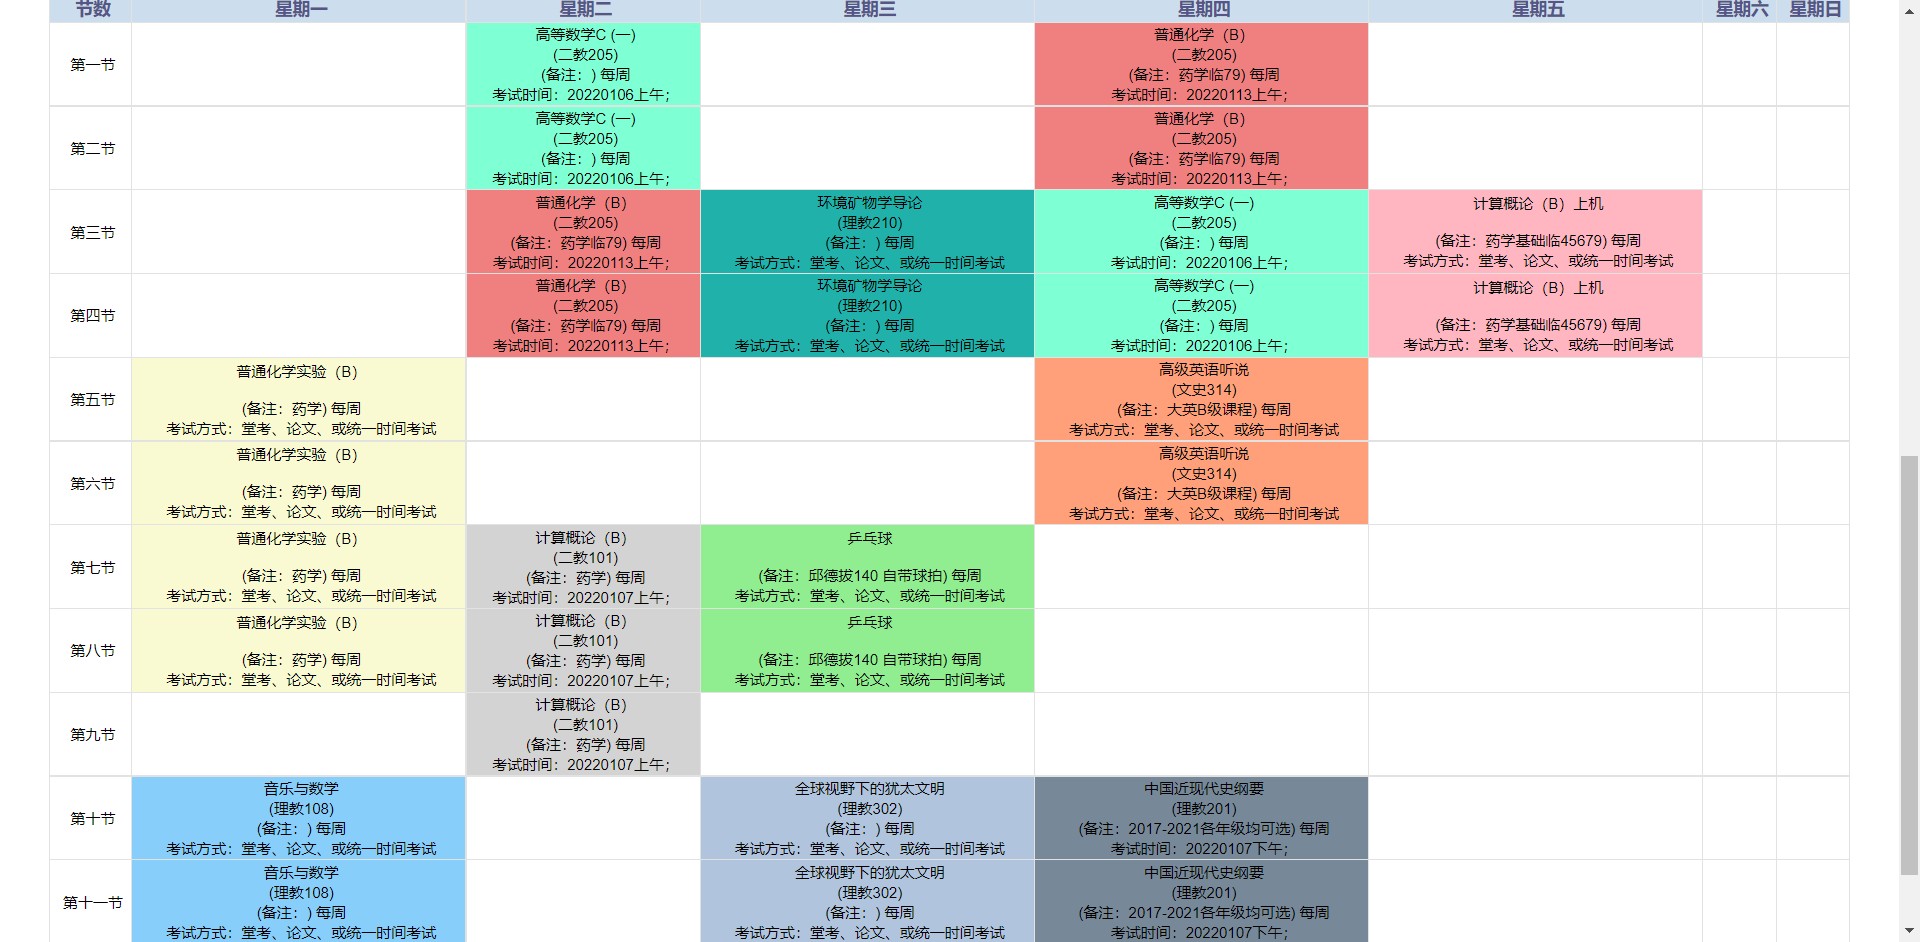 节数 星期一 星期二 星期三 星期四 星期五 星期六 星期日
第一节
高等数学C (一)
(二教205)
(备注：) 每周
考试时间：20220106上午；
普通化学（B）
(二教205)
(备注：药学临79) 每周
考试时间：20220113上午；
第二节
高等数学C (一)
(二教205)
(备注：) 每周
考试时间：20220106上午；
普通化学（B）
(二教205)
(备注：药学临79) 每周
考试时间：20220113上午；
第三节
普通化学（B）
(二教205)
(备注：药学临79) 每周
考试时间：20220113上午；
环境矿物学导论
(理教210)
(备注：) 每周
考试方式：堂考、论文、或统一时间考试
高等数学C (一)
(二教205)
(备注：) 每周
考试时间：20220106上午；
计算概论（B）上机
(备注：药学基础临45679) 每周
考试方式：堂考、论文、或统一时间考试
第四节
普通化学（B）
(二教205)
(备注：药学临79) 每周
考试时间：20220113上午；
环境矿物学导论
(理教210)
(备注：) 每周
考试方式：堂考、论文、或统一时间考试
高等数学C (一)
(二教205)
(备注：) 每周
考试时间：20220106上午；
计算概论（B）上机
(备注：药学基础临45679) 每周
考试方式：堂考、论文、或统一时间考试
第五节
普通化学实验（B）
(备注：药学) 每周
考试方式：堂考、论文、或统一时间考试
高级英语听说
(文史314)
(备注：大英B级课程) 每周
考试方式：堂考、论文、或统一时间考试
第六节
普通化学实验（B）
(备注：药学) 每周
考试方式：堂考、论文、或统一时间考试
高级英语听说
(文史314)
(备注：大英B级课程) 每周
考试方式：堂考、论文、或统一时间考试
第七节
普通化学实验（B）
(备注：药学) 每周
考试方式：堂考、论文、或统一时间考试
计算概论（B）
(二教101)
(备注：药学) 每周
考试时间：20220107上午；
乒乓球
(备注：邱德拔140 自带球拍) 每周
考试方式：堂考、论文、或统一时间考试
第八节
普通化学实验（B）
(备注：药学) 每周
考试方式：堂考、论文、或统一时间考试
计算概论（B）
(二教101)
(备注：药学) 每周
考试时间：20220107上午；
乒乓球
(备注：邱德拔140 自带球拍) 每周
考试方式：堂考、论文、或统一时间考试
第九节
计算概论（B）
(二教101)
(备注：药学) 每周
考试时间：20220107上午；
第十节
音乐与数学
(理教108)
(备注：) 每周
考试方式：堂考、论文、或统一时间考试
全球视野下的犹太文明
(理教302)
(备注：) 每周
考试方式：堂考、论文、或统一时间考试
中国近现代史纲要
(理教201)
(备注：2017-2021各年级均可选) 每周
考试时间：20220107下午；
第十一节
音乐与数学
(理教108)
(备注：) 每周
考试方式：堂考、论文、或统一时间考试
全球视野下的犹太文明
(理教302)
(备注：) 每周
考试方式：堂考、论文、或统一时间考试
中国近现代史纲要
(理教201)
(备注：2017-2021各年级均可选) 每周
考试时间：20220107下午；